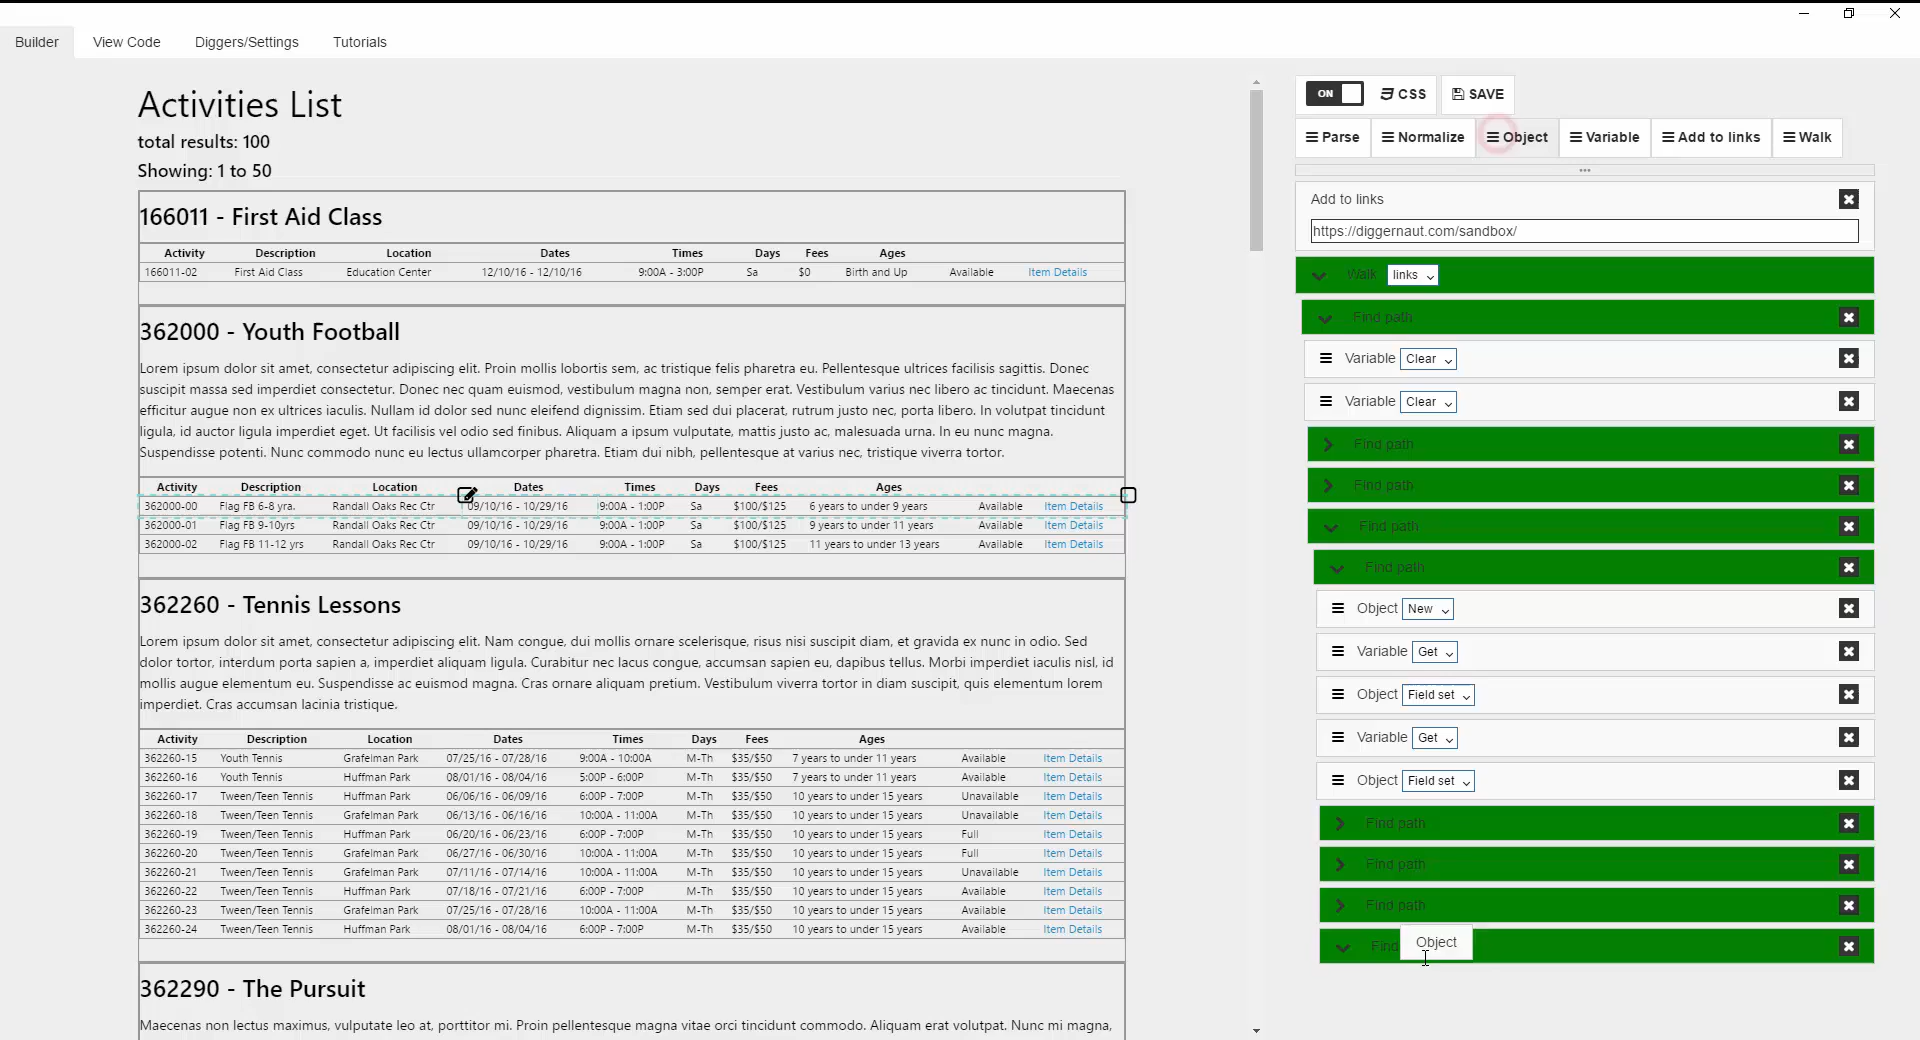 Builder View Code Diggers/Settings Tutorials
Activities List
total results: 100
Showing: 1 to 50
166011 - First Aid Class
Activity Description Location Dates Times Days Fees Ages
166011-02 First Aid Class Education Center 12/10/16 - 12/10/16 9:00A - 3:00P Sa $0 Birth and Up Available Item Details
362000 - Youth Football
Lorem ipsum dolor sit amet, consectetur adipiscing elit. Proin mollis lobortis sem, ac tristique felis pharetra eu. Pellentesque ultrices facilisis sagittis. Donec
suscipit massa sed imperdiet consectetur. Donec nec quam euismod, vestibulum magna non, semper erat. Vestibulum varius nec libero ac tincidunt. Maecenas
efficitur augue non ex ultrices iaculis. Nullam id dolor sed nunc eleifend dignissim. Etiam sed dui placerat, rutrum justo nec, porta libero. In volutpat tincidunt
ligula, id auctor ligula imperdiet eget. Ut facilisis vel odio sed finibus. Aliquam a ipsum vulputate, mattis justo ac, malesuada urna. In eu nunc magna.
Suspendisse potenti. Nunc commodo nunc eu lectus ullamcorper pharetra. Etiam dui nibh, pellentesque at varius nec, tristique viverra tortor.
Activity Description Location Dates Times Days Fees Ages
362000-00 Flag FB 6-8 yra. Randall Oaks Rec Ctr 09/10/16 - 10/29/16 9:00A - 1:00P Sa $100/$125 6 years to under 9 years Available Item Details
362000-01 Flag FB 9-10yrs Randall Oaks Rec Ctr 09/10/16 - 10/29/16 9:00A - 1:00P Sa $100/$125 9 years to under 11 years Available Item Details
362000-02 Flag FB 11-12 yrs Randall Oaks Rec Ctr 09/10/16 - 10/29/16 9:00A - 1:00P Sa $100/$125 11 years to under 13 years Available Item Details
362260 - Tennis Lessons
Lorem ipsum dolor sit amet, consectetur adipiscing elit. Nam congue, dui mollis ornare scelerisque, risus nisi suscipit diam, et gravida ex nunc in odio. Sed
dolor tortor, interdum porta sapien a, imperdiet aliquam ligula. Curabitur nec lacus congue, accumsan sapien eu, dapibus tellus. Morbi imperdiet iaculis nisl, id
mollis augue elementum eu. Suspendisse ac euismod magna. Cras ornare aliquam pretium. Vestibulum viverra tortor in diam suscipit, quis elementum lorem
imperdiet. Cras accumsan lacinia tristique.
Activity Description Location Dates Times Days Fees Ages
362260-15 Youth Tennis Grafelman Park 07/25/16 - 07/28/16 9:00A - 10:00A M-Th $35/$50 7 years to under 11 years Available Item Details
362260-16 Youth Tennis Huffman Park 08/01/16 - 08/04/16 5:00P - 6:00P M-Th $35/$50 7 years to under 11 years Available Item Details
362260-17 Tween/Teen Tennis Huffman Park 06/06/16 - 06/09/16 6:00P - 7:00P M-Th $35/$50 10 years to under 15 years Unavailable Item Details
362260-18 Tween/Teen Tennis Grafelman Park 06/13/16 - 06/16/16 10:00A - 11:00A M-Th $35/$50 10 years to under 15 years Unavailable Item Details
362260-19 Tween/Teen Tennis Huffman Park 06/20/16 - 06/23/16 6:00P - 7:00P M-Th $35/$50 10 years to under 15 years Full Item Details
362260-20 Tween/Teen Tennis Grafelman Park 06/27/16 - 06/30/16 10:00A - 11:00A M-Th $35/$50 10 years to under 15 years Full Item Details
362260-21 Tween/Teen Tennis Grafelman Park 07/11/16 - 07/14/16 10:00A - 11:00A M-Th $35/$50 10 years to under 15 years Unavailable Item Details
362260-22 Tween/Teen Tennis Huffman Park 07/18/16 - 07/21/16 6:00P - 7:00P M-Th $35/$50 10 years to under 15 years Available Item Details
362260-23 Tween/Teen Tennis Grafelman Park 07/25/16 - 07/28/16 10:00A - 11:00A M-Th $35/$50 10 years to under 15 years Available Item Details
362260-24 Tween/Teen Tennis Huffman Park 08/01/16 - 08/04/16 6:00P - 7:00P M-Th $35/$50 10 years to under 15 years Available Item Details
362290 - The Pursuit
Maecenas non lectus maximus, vulputate leo at, porttitor mi. Proin pellentesque magna vitae orci tincidunt commodo. Aliquam erat volutpat. Nunc mi magna,
ON CSS SAVE
Parse Normalize Object Variable Add to links Walk
Add to links
https://diggernaut.com/sandbox/
Walk links
Find path
Variable Clear
Variable Clear
Find path
Find path
Find path
Find path
Object New
Variable Get
Object Field set
Variable Get
Object Field set
Find path
Find path
Find path
Find Object